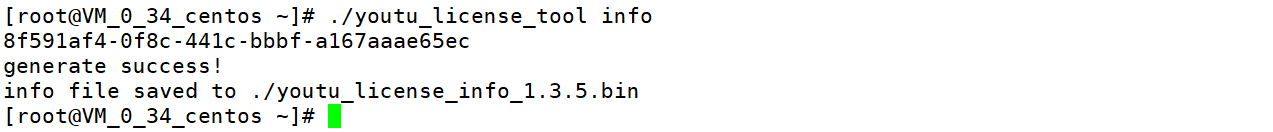 [root@VM_0_34_centos ~]# ./youtu_license_tool info
8f591af4-0f8c-441c-bbbf-a167aaae65ec
generate success!
info file saved to ./youtu_license_info_1.3.5.bin
[root@VM_0_34_centos ~]#